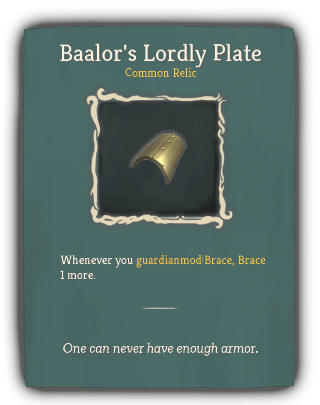 Baalor's Lordly Plate
Common Relic
Whenever you guardianmod:Brace, Brace
1 more.
One can never have enough armor.